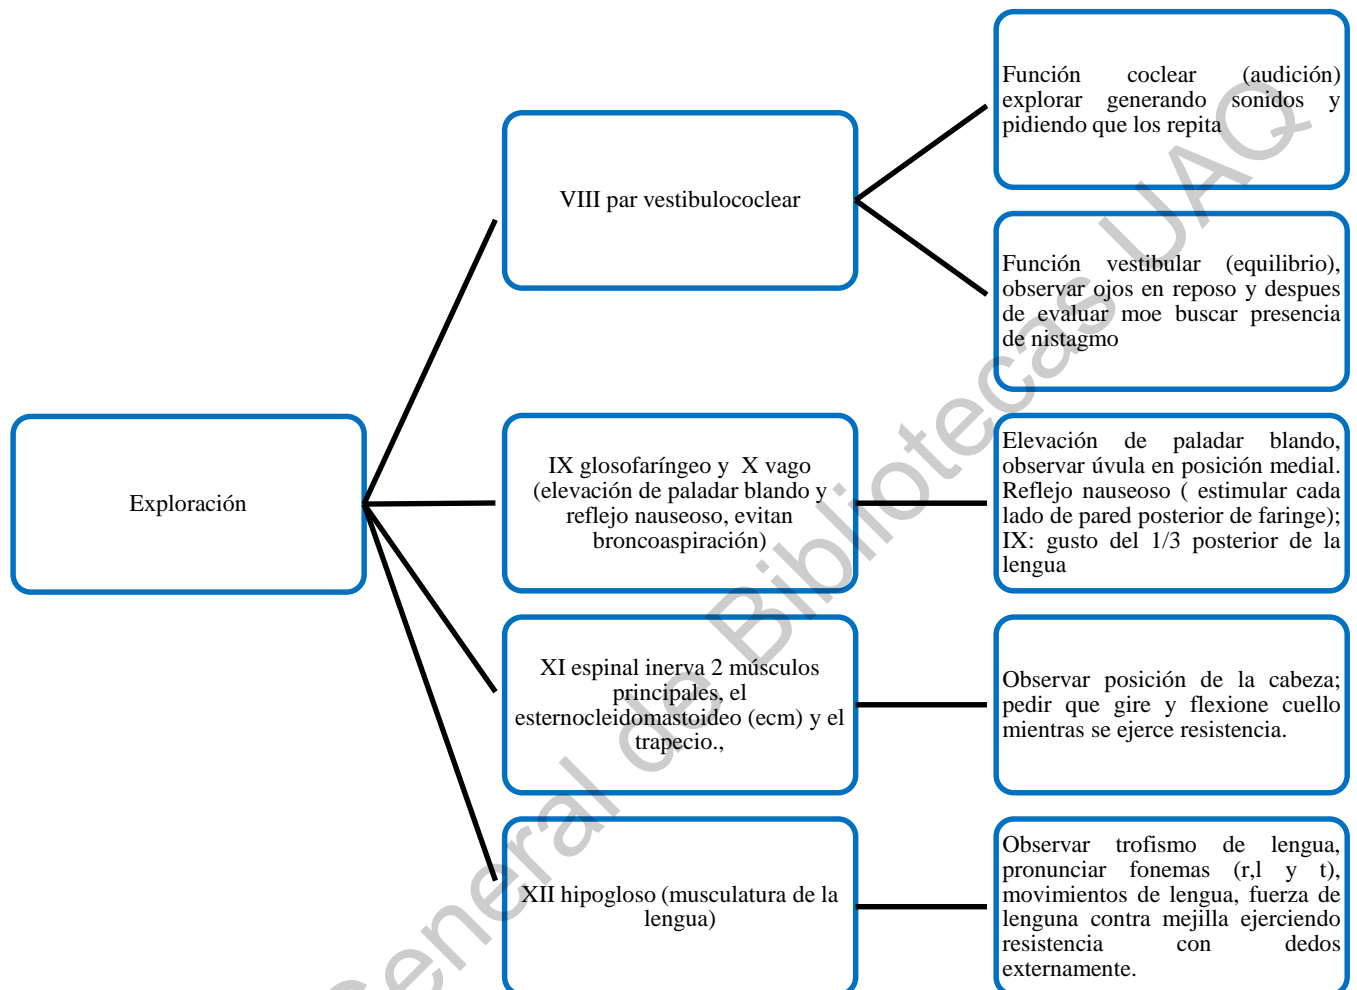 Exploración
VIII par vestibulococlear
Función coclear (audición)
explorar generando sonidos y
pidiendo que los repita
Función vestibular (equilibrio),
observar ojos en reposo y despues
de evaluar moe buscar presencia
de nistagmo
IX glosofaríngeo y X vago
(elevación de paladar blando y
reflejo nauseoso, evitan
broncoaspiración)
Elevación de paladar blando,
observar úvula en posición medial.
Reflejo nauseoso ( estimular cada
lado de pared posterior de faringe);
IX: gusto del 1/3 posterior de la
lengua
XI espinal inerva 2 músculos
principales, el
esternocleidomastoideo (ecm) y el
trapecio.,
Observar posición de la cabeza;
pedir que gire y flexione cuello
mientras se ejerce resistencia.
XII hipogloso (musculatura de la
lengua)
Observar trofismo de lengua,
pronunciar fonemas (r,l y t),
movimientos de lengua, fuerza de
lenguna contra mejilla ejerciendo
resistencia con dedos
externamente.
General de Bibliotecas UAQ